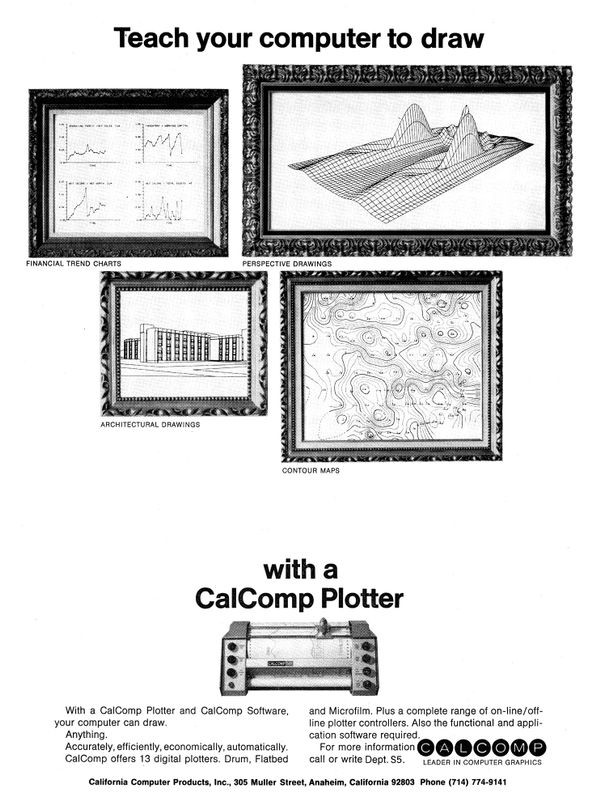 Teach your computer to draw
FINANCIAL TREND CHARTS
PERSPECTIVE DRAWINGS
ARCHITECTURAL DRAWINGS
CONTOUR MAPS
with a
CalComp Plotter
CALCOMP
With a CalComp Plotter and CalComp Software,
your computer can draw.
Anything.
Accurately, efficiently, economically, automatically.
CalComp offers 13 digital plotters. Drum, Flatbed
and Microfilm. Plus a complete range of on-line/off-
line plotter controllers. Also the functional and appli-
cation software required.
For more information
call or write Dept. S5.
CALCOMP
LEADER IN COMPUTER GRAPHICS
California Computer Products, Inc., 305 Muller Street, Anaheim, California 92803 Phone (714) 774-9141